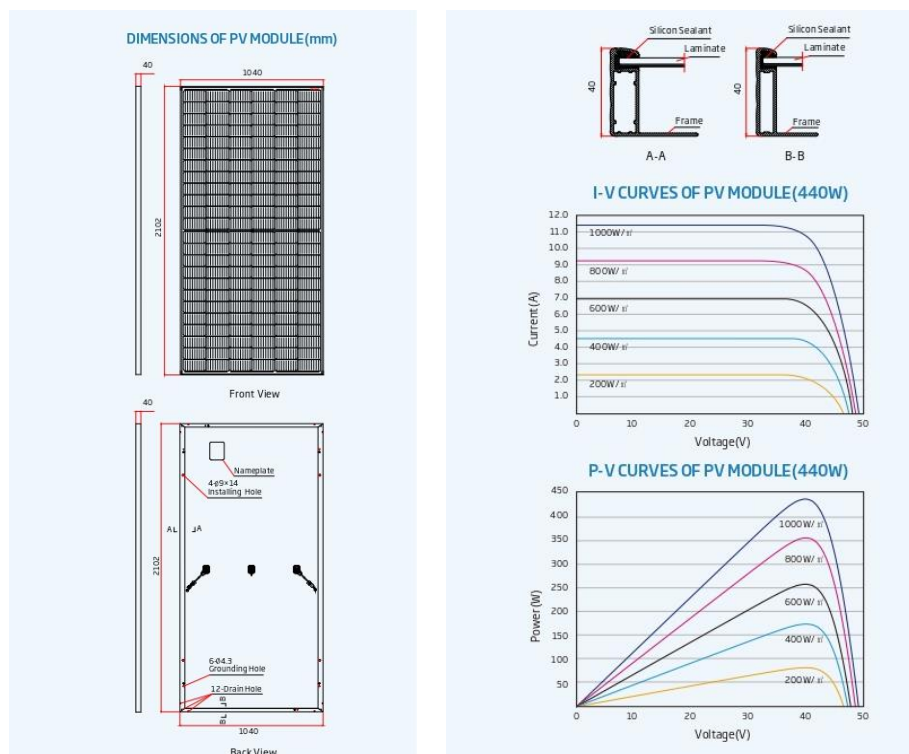 DIMENSIONS OF PV MODULE(mm)
40
1040
2102
Front View
40
Nameplate
4-ø9×14
Installing Hole
A
A
2102
6-Ø4.3
Grounding Hole
12-Drain Hole
B
B
1040
Back View
Silicon Sealant
Laminate
40
Frame
A-A
Silicon Sealant
Laminate
40
Frame
B-B
I-V CURVES OF PV MODULE(440W)
Current(A)
12.0
11.0
10.0
9.0
8.0
7.0
6.0
5.0
4.0
3.0
2.0
1.0
1000W/㎡
800W/㎡
600W/㎡
400W/㎡
200W/㎡
0 10 20 30 40 50
Voltage(V)
P-V CURVES OF PV MODULE(440W)
Power(W)
450
400
350
300
250
200
150
100
50
1000W/㎡
800W/㎡
600W/㎡
400W/㎡
200W/㎡
0 10 20 30 40 50
Voltage(V)